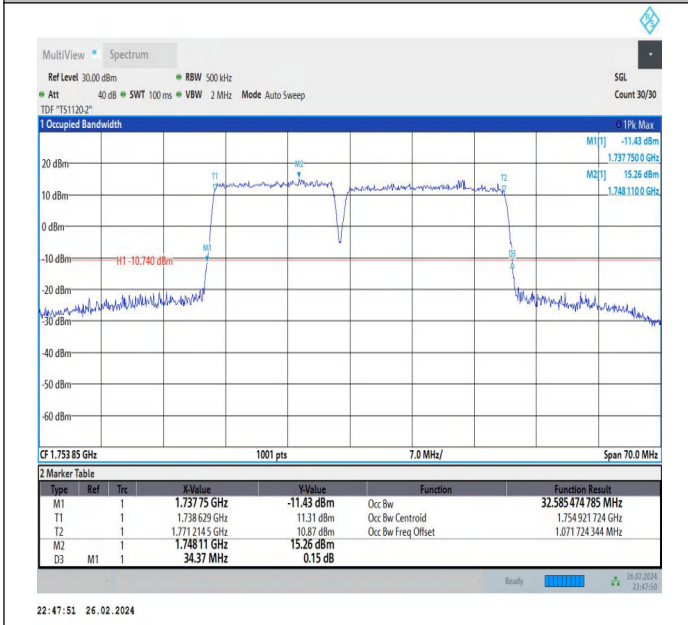 MultiView Spectrum
Ref Level 30.00 dBm RBW 500 kHz SGL
Att 40 dB SWT 100 ms VBW 2 MHz Mode Auto Sweep Count 30/30
TDF "TS1120-2"
1 Occupied Bandwidth 1Pk Max
M1[1] -11.43 dBm
1.737 750 0 GHz
M2[1] 15.26 dBm
1.748 110 0 GHz
20 dBm
T1
M2
T2
10 dBm
0 dBm
M1
D3
-10 dBm
H1 -10.740 dBm
-20 dBm
-30 dBm
-40 dBm
-50 dBm
-60 dBm
CF 1.753 85 GHz 1001 pts 7.0 MHz/ Span 70.0 MHz
2 Marker Table
Type Ref Trc X-Value Y-Value Function Function Result
M1 1 1.737 75 GHz -11.43 dBm Occ Bw 32.585 474 785 MHz
T1 1 1.738 629 GHz 11.31 dBm Occ Bw Centroid 1.754 921 724 GHz
T2 1 1.771 214 5 GHz 10.87 dBm Occ Bw Freq Offset 1.071 724 344 MHz
M2 1 1.748 11 GHz 15.26 dBm
D3 M1 1 34.37 MHz 0.15 dB
Ready 26.02.2024
22:47:50
22:47:51 26.02.2024